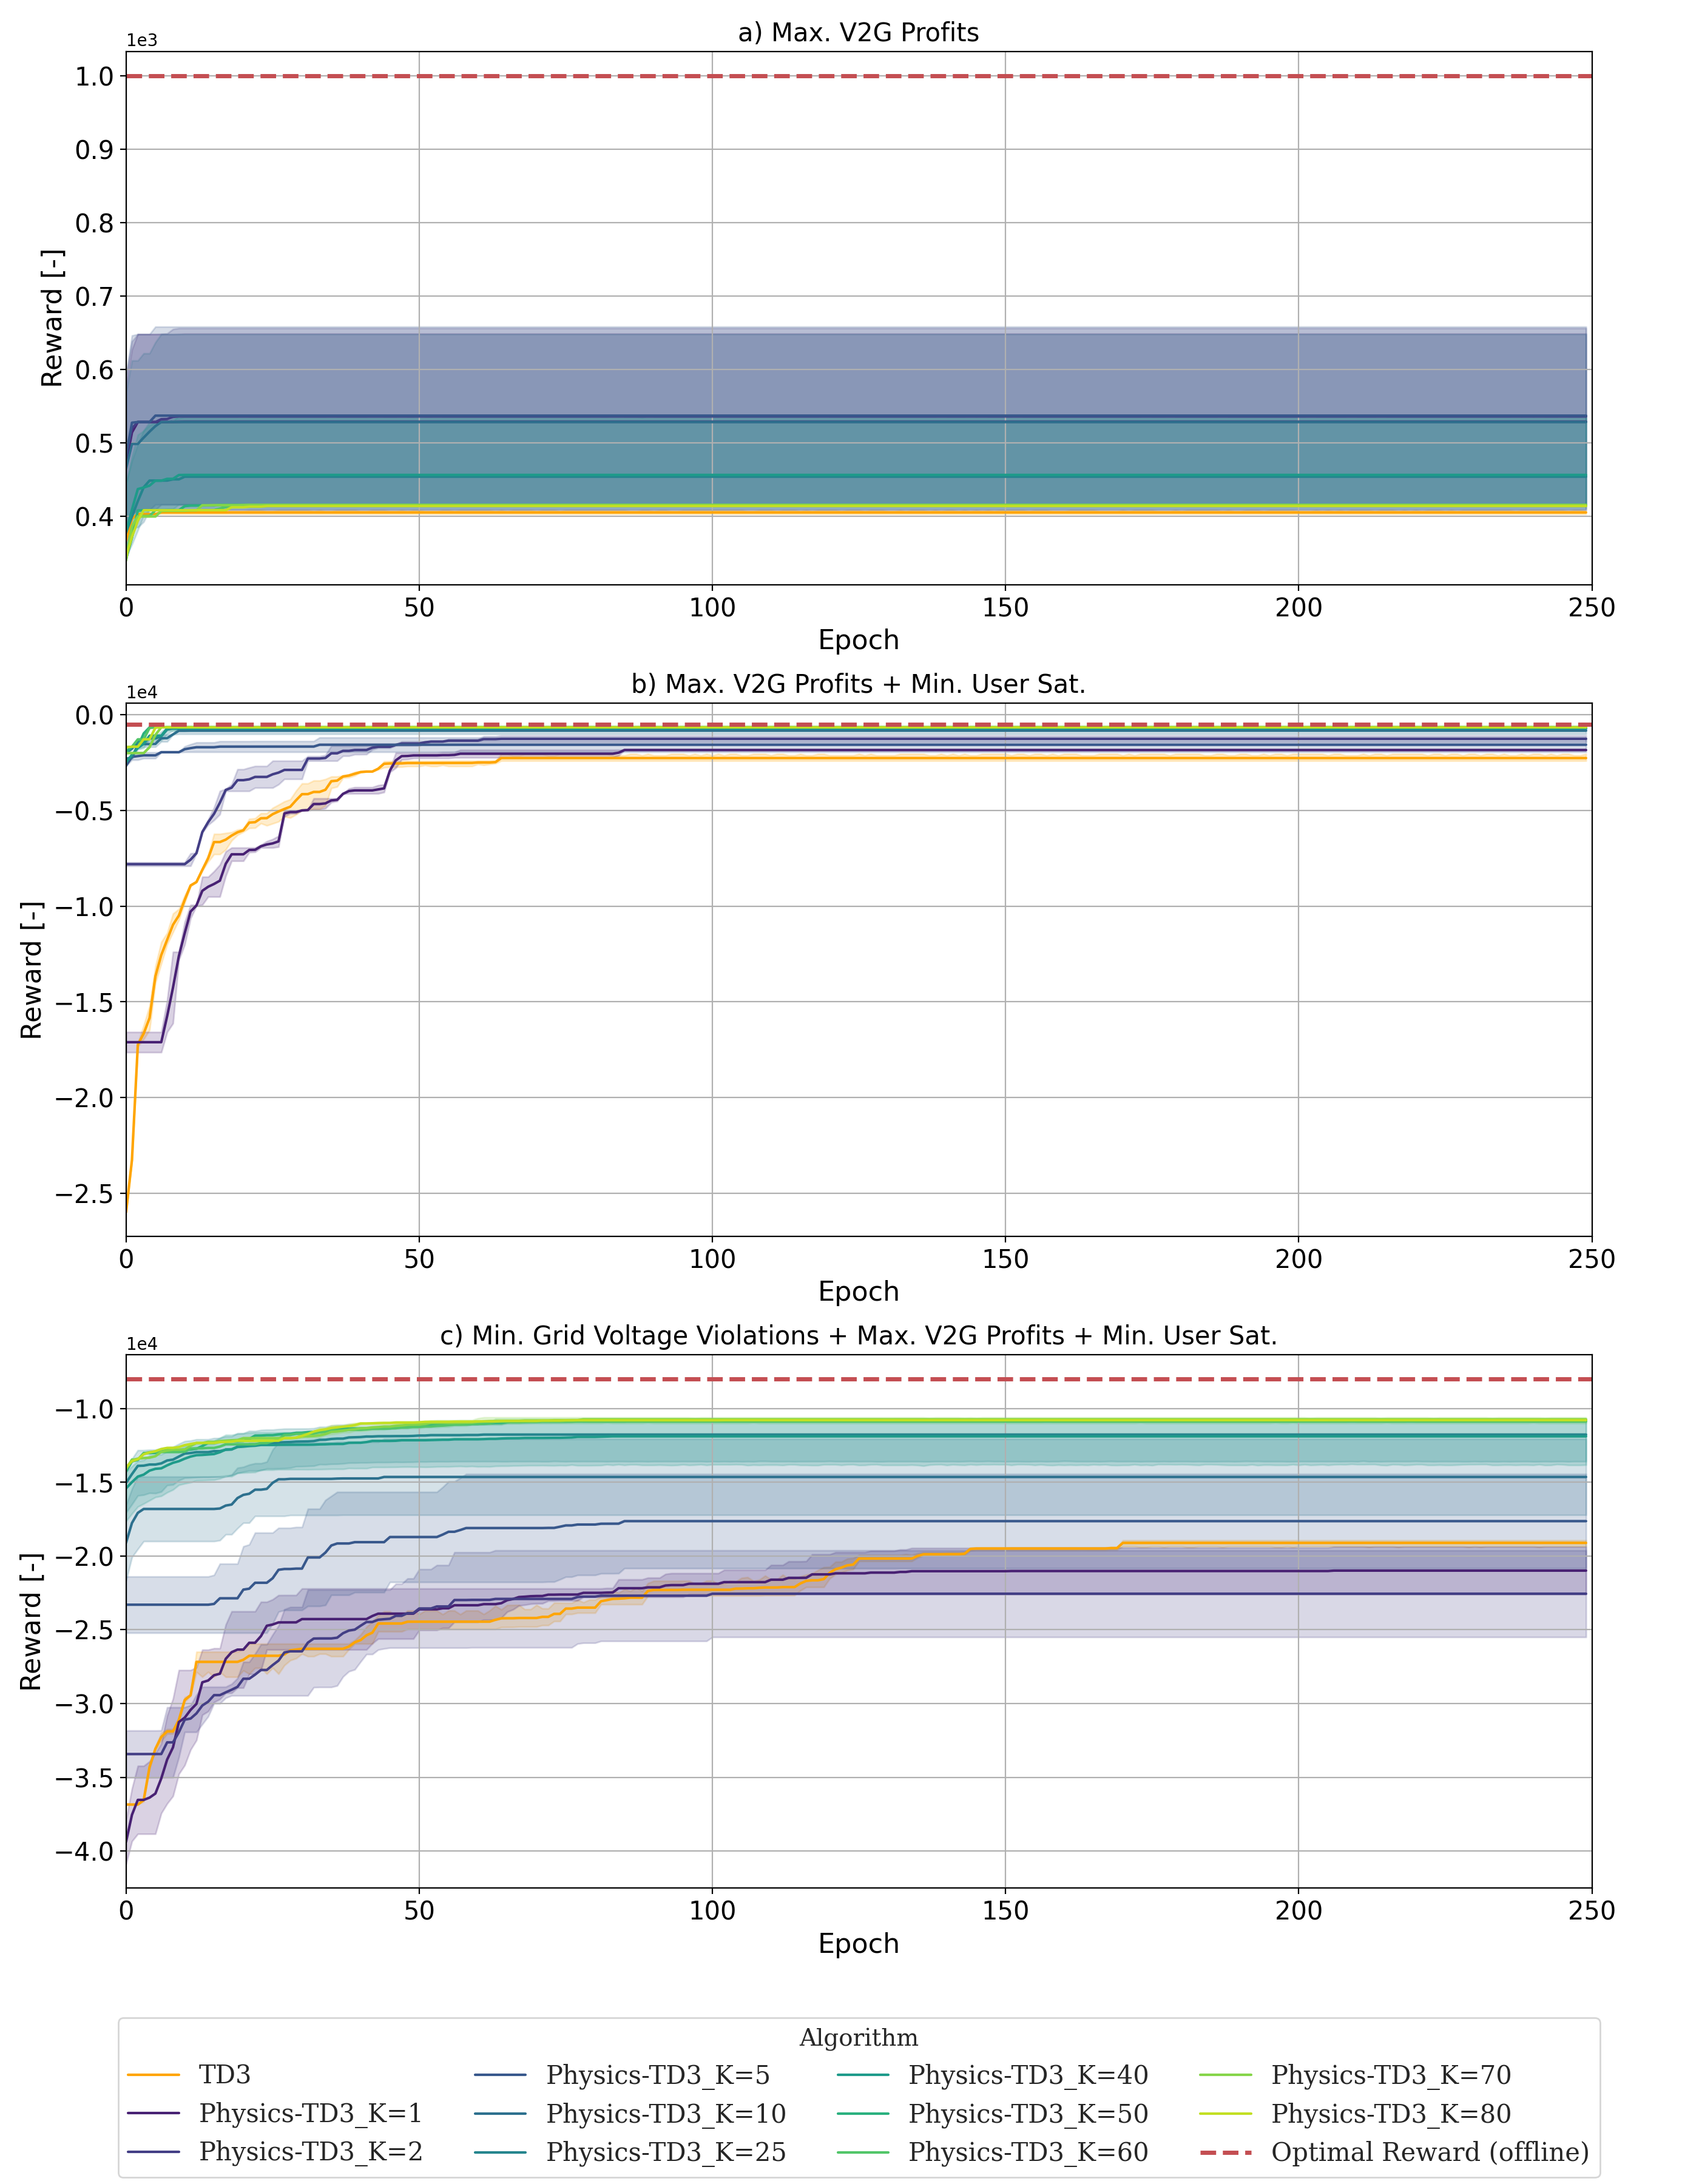 a) Max. V2G Profits
1e3
1.0
0.9
0.8
0.7
0.6
0.5
0.4
Reward [-]
0 50 100 150 200 250
Epoch
b) Max. V2G Profits + Min. User Sat.
1e4
0.0
−0.5
−1.0
−1.5
−2.0
−2.5
Reward [-]
0 50 100 150 200 250
Epoch
c) Min. Grid Voltage Violations + Max. V2G Profits + Min. User Sat.
1e4
−1.0
−1.5
−2.0
−2.5
−3.0
−3.5
−4.0
Reward [-]
0 50 100 150 200 250
Epoch
Algorithm
TD3
Physics-TD3_K=1
Physics-TD3_K=2
Physics-TD3_K=5
Physics-TD3_K=10
Physics-TD3_K=25
Physics-TD3_K=40
Physics-TD3_K=50
Physics-TD3_K=60
Physics-TD3_K=70
Physics-TD3_K=80
Optimal Reward (offline)